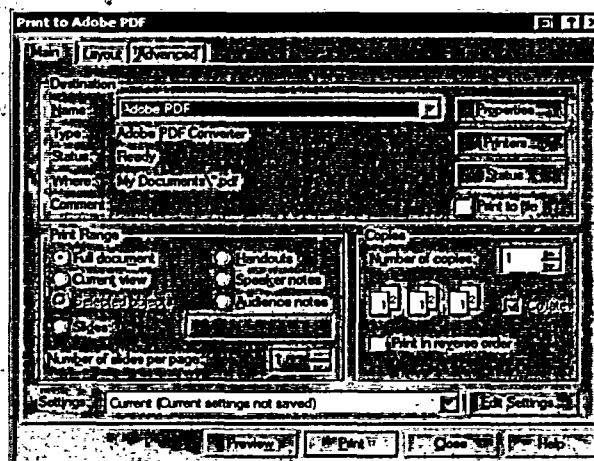 Print to Adobe PDF
Main Layout Advanced
Destination
Name: Adobe PDF Properties...
Type: Adobe PDF Converter Printers...
Status: Ready Status
Where: My Documents\*.pdf
Comment: Print to file
Print Range Copies
Full document Handouts Number of copies: 1
Current view Speaker notes
Selected objects Audience notes
Slides:
Print in reverse order
Number of slides per page:
Settings: Current (Current settings not saved) Edit Settings...
Preview Print Close Help